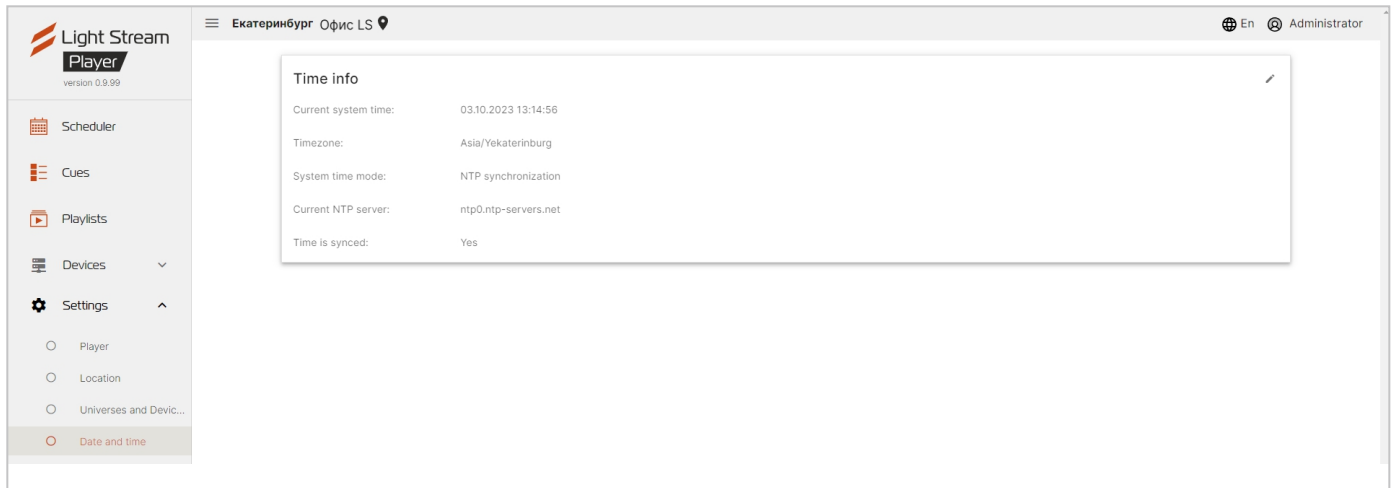 Light Stream
Player
version 0.9.99
Scheduler
Cues
Playlists
Devices
Settings
Player
Location
Universes and Devic...
Date and time
Екатеринбург Офис LS
En Administrator
Time info
Current system time: 03.10.2023 13:14:56
Timezone: Asia/Yekaterinburg
System time mode: NTP synchronization
Current NTP server: ntp0.ntp-servers.net
Time is synced: Yes